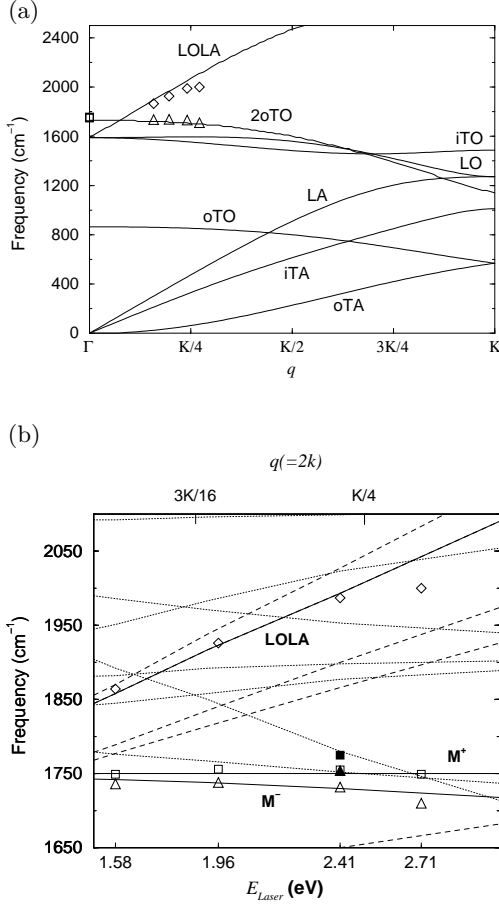 (a)
2400
2000
1600
1200
800
400
0
Frequency (cm⁻¹)
LOLA
2oTO
iTO
LO
LA
oTO
iTA
oTA
Γ K/4 K/2 3K/4 K
q
(b)
q(=2k)
3K/16 K/4
2050
1950
1850
1750
1650
Frequency (cm⁻¹)
LOLA
M⁺
M⁻
1.58 1.96 2.41 2.71
E_Laser (eV)